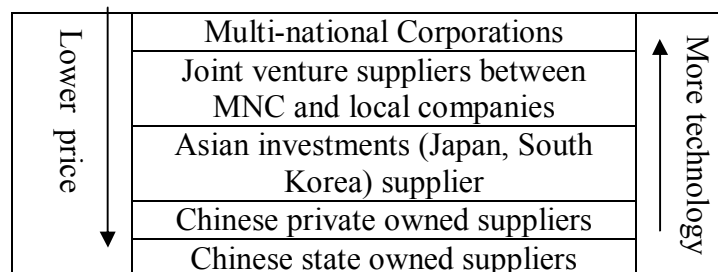 Lower price
Multi-national Corporations
Joint venture suppliers between
MNC and local companies
Asian investments (Japan, South
Korea) supplier
Chinese private owned suppliers
Chinese state owned suppliers
More technology